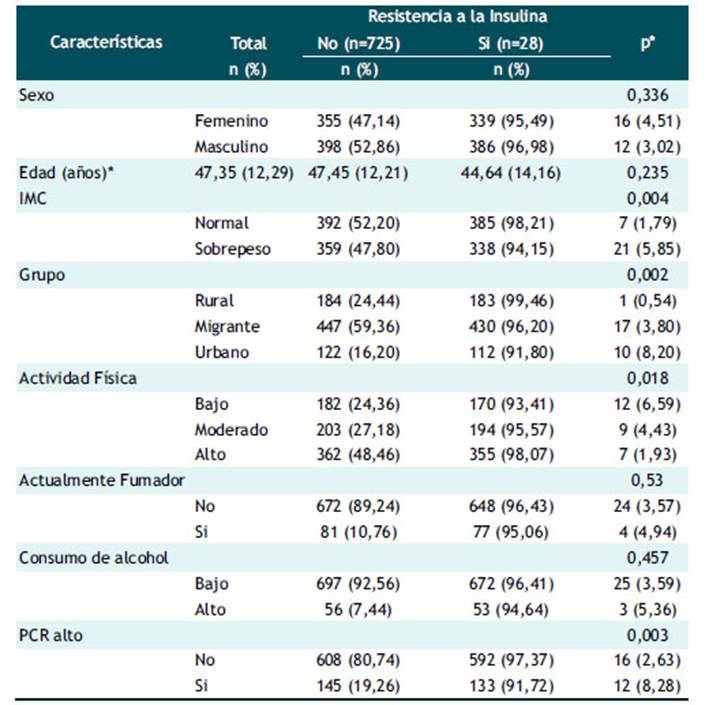 Resistencia a la Insulina
Características Total No (n=725) Si (n=28) p*
n (%) n (%) n (%)
Sexo 0,336
Femenino 355 (47,14) 339 (95,49) 16 (4,51)
Masculino 398 (52,86) 386 (96,98) 12 (3,02)
Edad (años)* 47,35 (12,29) 47,45 (12,21) 44,64 (14,16) 0,235
IMC 0,004
Normal 392 (52,20) 385 (98,21) 7 (1,79)
Sobrepeso 359 (47,80) 338 (94,15) 21 (5,85)
Grupo 0,002
Rural 184 (24,44) 183 (99,46) 1 (0,54)
Migrante 447 (59,36) 430 (96,20) 17 (3,80)
Urbano 122 (16,20) 112 (91,80) 10 (8,20)
Actividad Física 0,018
Bajo 182 (24,36) 170 (93,41) 12 (6,59)
Moderado 203 (27,18) 194 (95,57) 9 (4,43)
Alto 362 (48,46) 355 (98,07) 7 (1,93)
Actualmente Fumador 0,53
No 672 (89,24) 648 (96,43) 24 (3,57)
Si 81 (10,76) 77 (95,06) 4 (4,94)
Consumo de alcohol 0,457
Bajo 697 (92,56) 672 (96,41) 25 (3,59)
Alto 56 (7,44) 53 (94,64) 3 (5,36)
PCR alto 0,003
No 608 (80,74) 592 (97,37) 16 (2,63)
Si 145 (19,26) 133 (91,72) 12 (8,28)